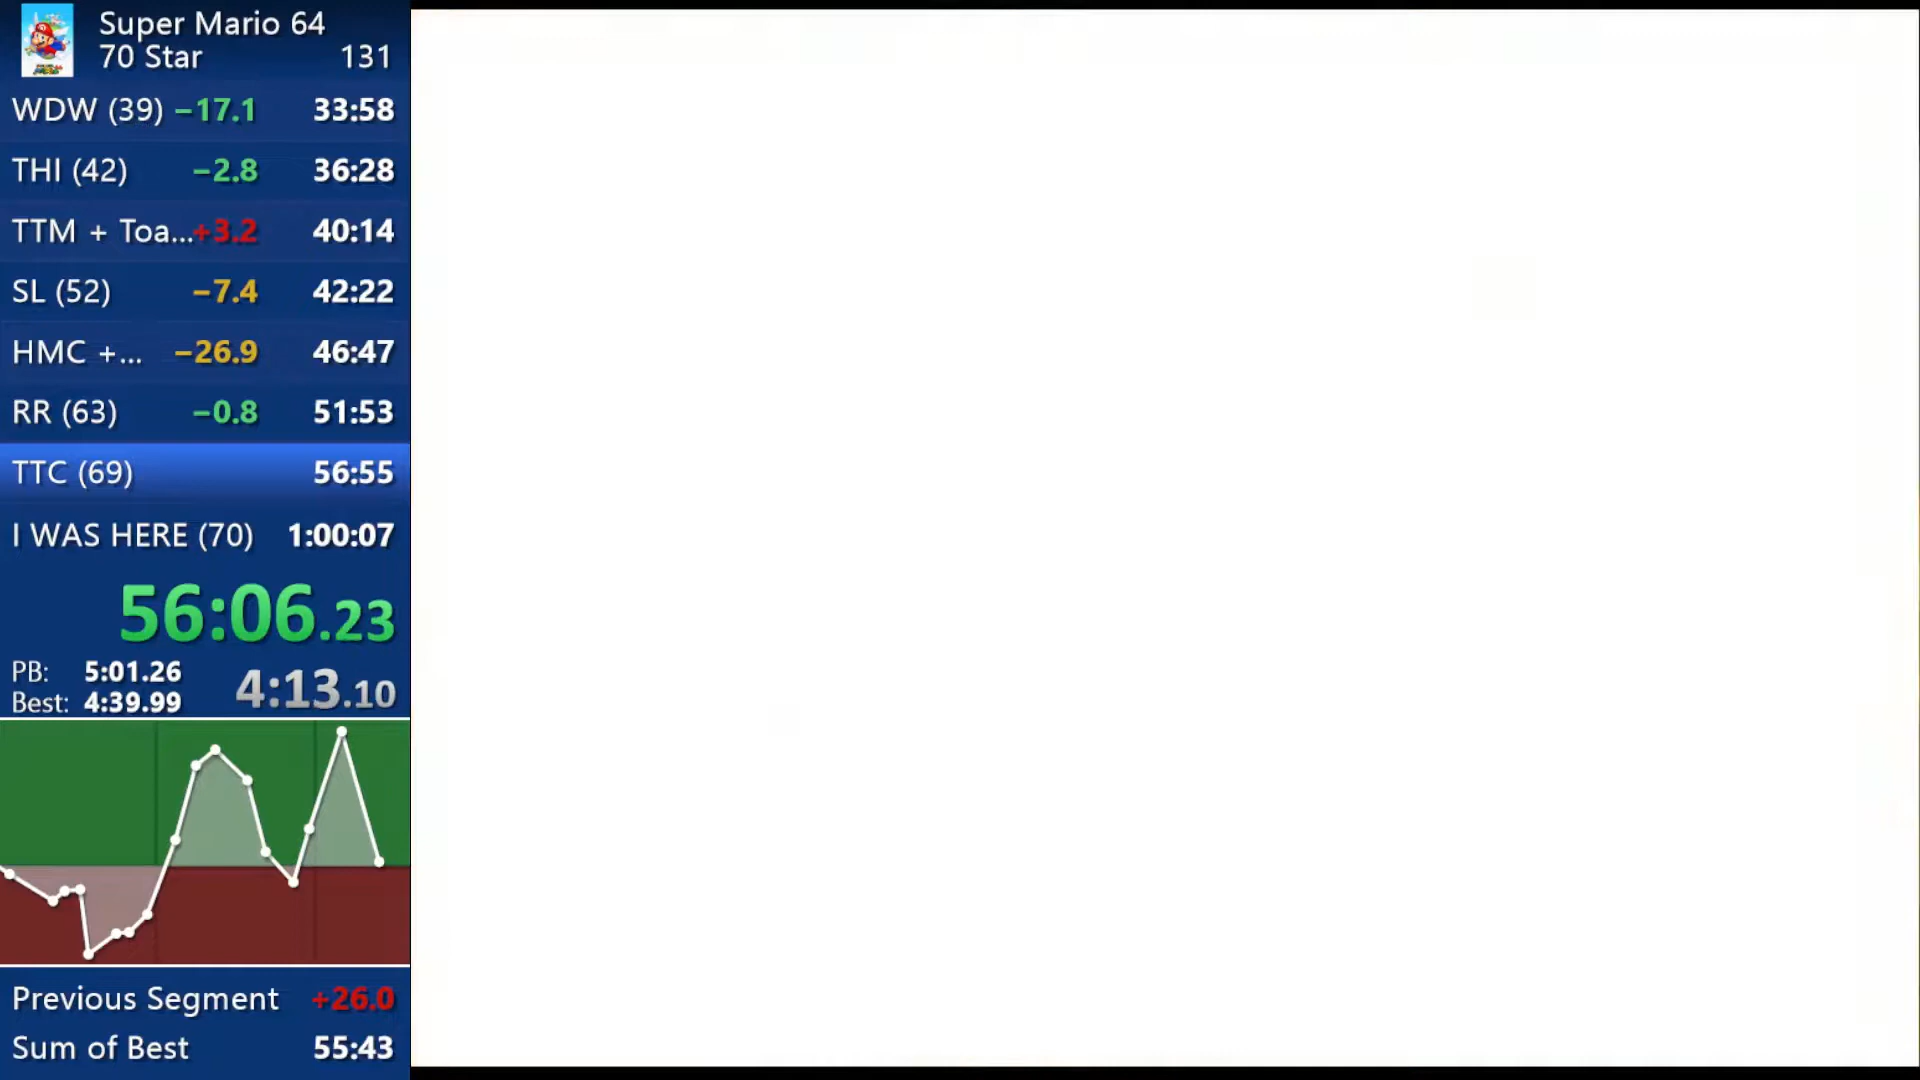 Super Mario 64
70 Star 131
WDW (39) −17.1 33:58
THI (42) −2.8 36:28
TTM + Toa... +3.2 40:14
SL (52) −7.4 42:22
HMC +... −26.9 46:47
RR (63) −0.8 51:53
TTC (69) 56:55
I WAS HERE (70) 1:00:07
56:06.23
PB: 5:01.26
Best: 4:39.99
4:13.10
Previous Segment +26.0
Sum of Best 55:43